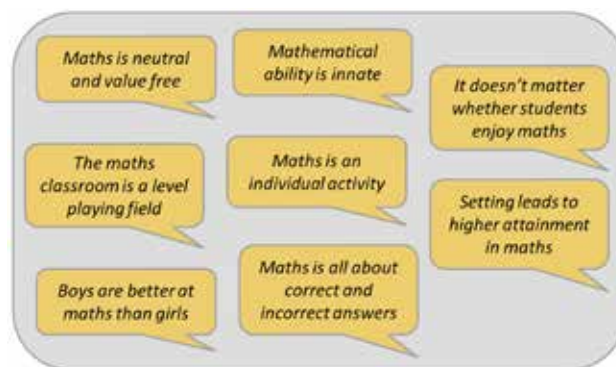 Maths is neutral
and value free
Mathematical
ability is innate
It doesn't matter
whether students
enjoy maths
The maths
classroom is a level
playing field
Maths is an
individual activity
Setting leads to
higher attainment
in maths
Boys are better at
maths than girls
Maths is all about
correct and
incorrect answers